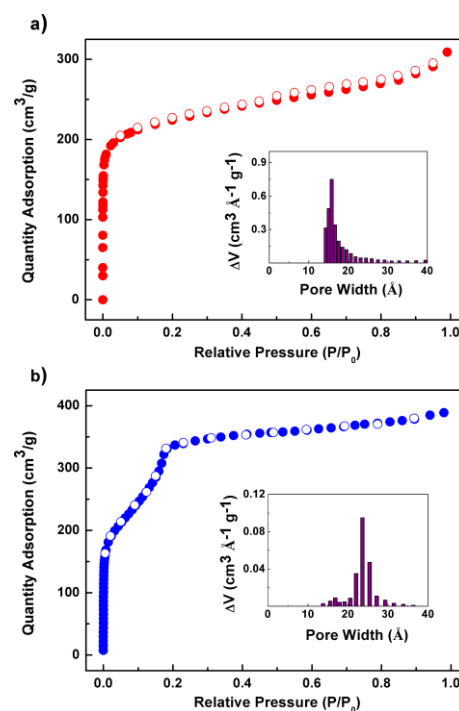 a)
300
200
100
0
Quantity Adsorption (cm³/g)
0.0 0.2 0.4 0.6 0.8 1.0
Relative Pressure (P/P₀)
0.9
0.6
0.3
ΔV (cm³ Å-¹ g-¹)
0 10 20 30 40
Pore Width (Å)
b)
400
300
200
100
0
Quantity Adsorption (cm³/g)
0.0 0.2 0.4 0.6 0.8 1.0
Relative Pressure (P/P₀)
0.12
0.08
0.04
ΔV (cm³ Å-¹ g-¹)
0 10 20 30 40
Pore Width (Å)